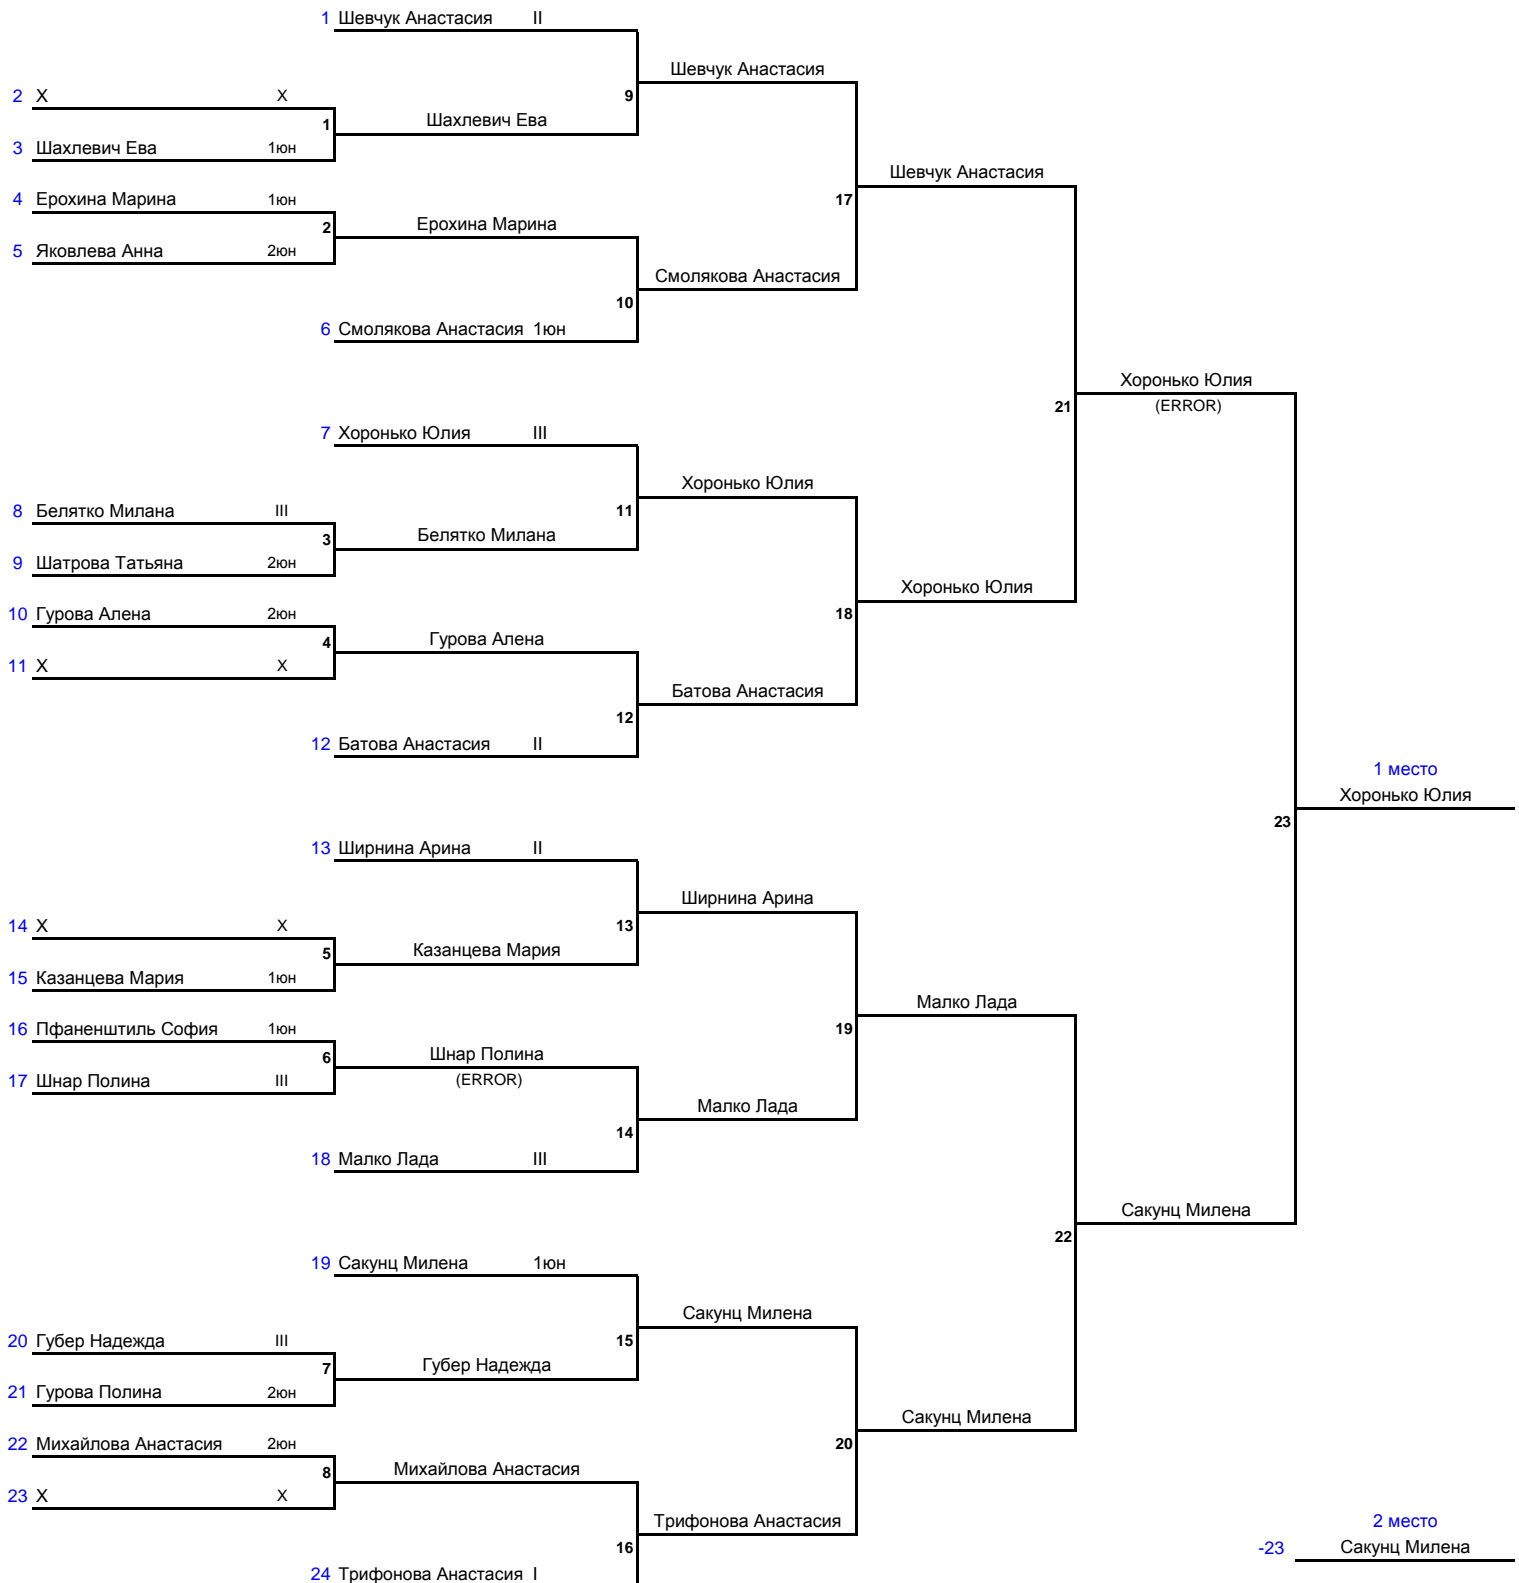 1 Шевчук Анастасия II
Шевчук Анастасия
2 X X
9
1 Шахлевич Ева
3 Шахлевич Ева 1юн
Шевчук Анастасия
4 Ерохина Марина 1юн
17
2 Ерохина Марина
5 Яковлева Анна 2юн
Смолякова Анастасия
10
6 Смолякова Анастасия 1юн
Хоронько Юлия
21 (ERROR)
7 Хоронько Юлия III
Хоронько Юлия
8 Белятко Милана III
11
3 Белятко Милана
9 Шатрова Татьяна 2юн
Хоронько Юлия
10 Гурова Алена 2юн
18
4 Гурова Алена
11 X X
Батова Анастасия
12
12 Батова Анастасия II
1 место
Хоронько Юлия
23
13 Ширнина Арина II
Ширнина Арина
14 X X
13
5 Казанцева Мария
15 Казанцева Мария 1юн
Малко Лада
16 Пфаненштиль София 1юн
19
6 Шнар Полина
17 Шнар Полина III (ERROR)
Малко Лада
14
18 Малко Лада III
Сакунц Милена
22
19 Сакунц Милена 1юн
Сакунц Милена
20 Губер Надежда III
15
7 Губер Надежда
21 Гурова Полина 2юн
Сакунц Милена
22 Михайлова Анастасия 2юн
20
8 Михайлова Анастасия
23 X X
Трифонова Анастасия
2 место
16
-23 Сакунц Милена
24 Трифонова Анастасия I